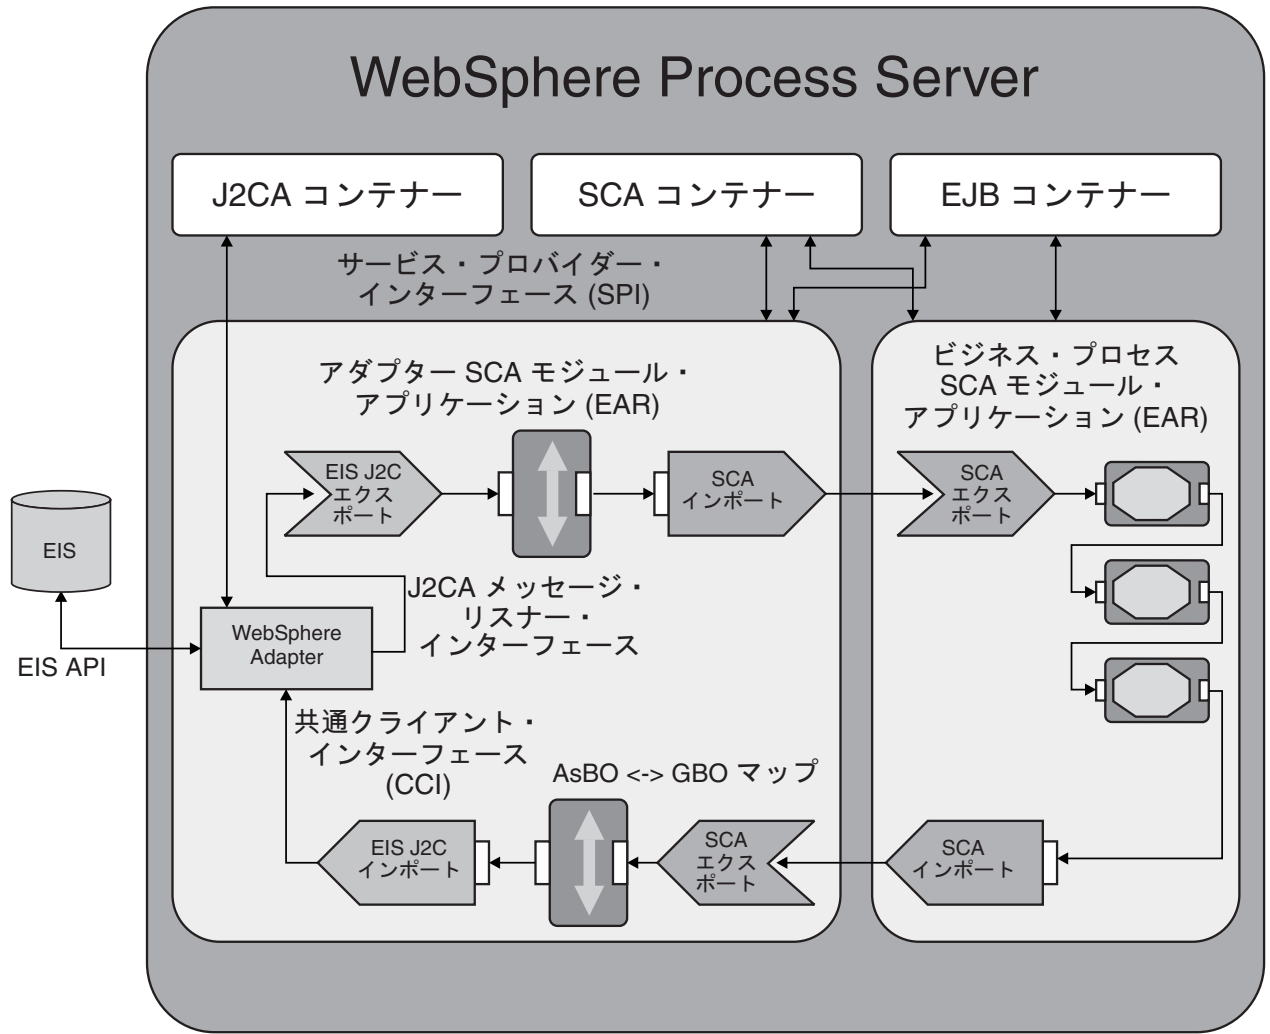 WebSphere Process Server
J2CA コンテナー
SCA コンテナー
EJB コンテナー
サービス・プロバイダー・
インターフェース (SPI)
アダプター SCA モジュール・
アプリケーション (EAR)
ビジネス・プロセス
SCA モジュール・
アプリケーション (EAR)
EIS J2C
エクス
ポート
SCA
インポート
SCA
エクス
ポート
EIS
J2CA メッセージ・
リスナー・
インターフェース
WebSphere
Adapter
EIS API
共通クライアント・
インターフェース
(CCI)
AsBO <-> GBO マップ
EIS J2C
インポート
SCA
エクス
ポート
SCA
インポート